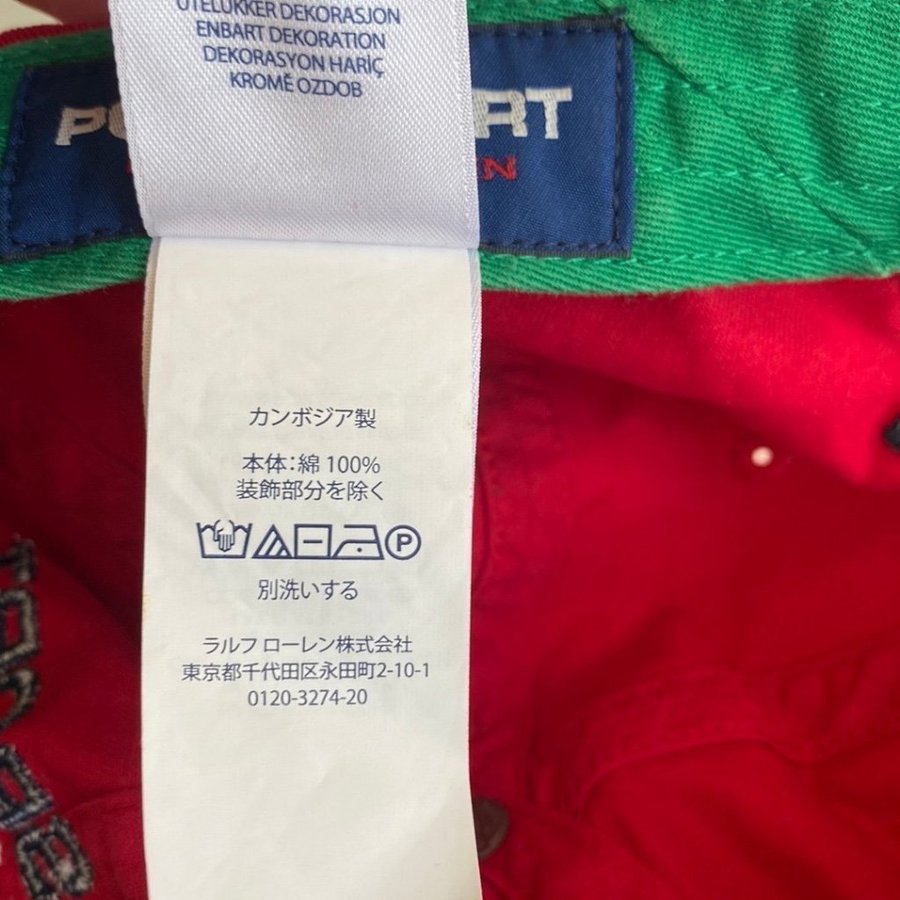 UTELUKKER DEKORASJON
ENBART DEKORATION
DEKORASYON HARİÇ
KROMĚ OZDOB
カンボジア製
本体:綿 100%
装飾部分を除く
P
別洗いする
ラルフ ローレン株式会社
東京都千代田区永田町2-10-1
0120-3274-20